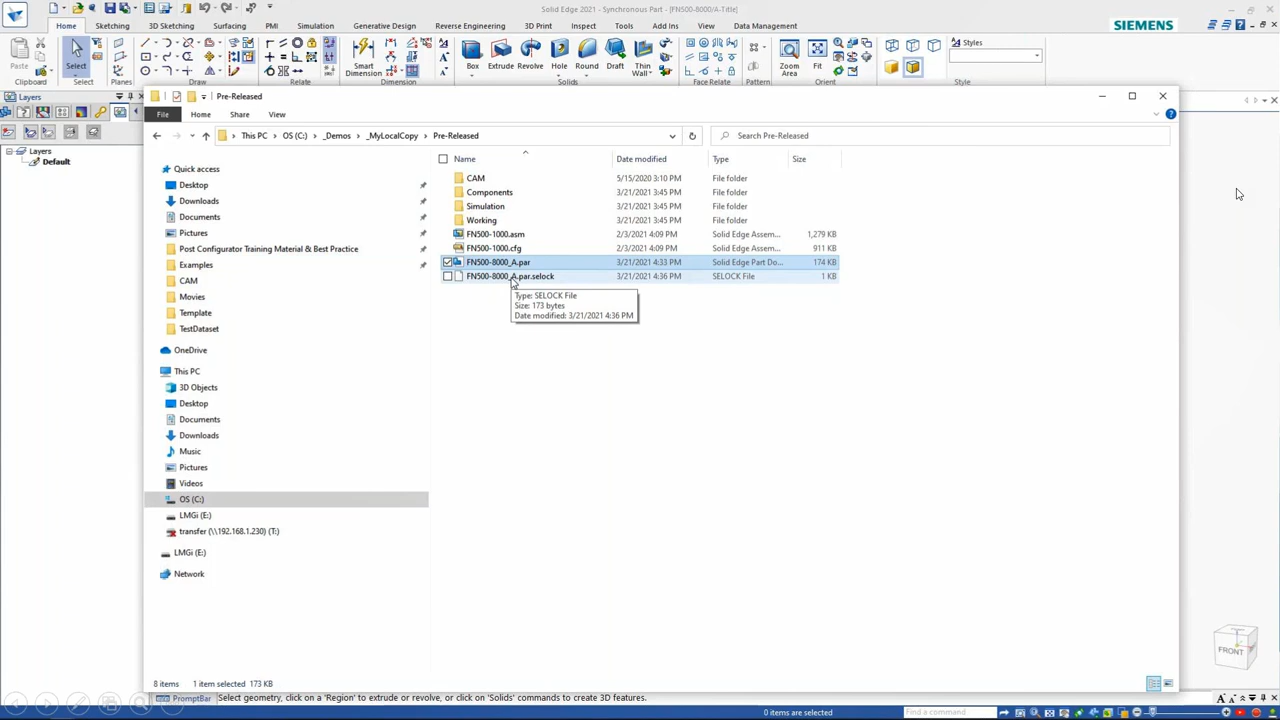 Solid Edge 2021 - Synchronous Part - [FN500-8000/A-Title]
Home Sketching 3D Sketching Surfacing PMI Simulation Generative Design Reverse Engineering 3D Print Inspect Tools Add Ins View Data Management
SIEMENS
Paste Select Smart Dimension Box Extrude Revolve Hole Round Draft Thin Wall Zoom Area Fit Styles
Clipboard Select Planes Draw Relate Dimension Solids Face Relate Pattern Orient Style
Layers
Layers
Default
Pre-Released
File Home Share View
This PC OS (C:) _Demos _MyLocalCopy Pre-Released
Search Pre-Released
Name Date modified Type Size
CAM 5/15/2020 3:10 PM File folder
Components 3/21/2021 3:45 PM File folder
Simulation 3/21/2021 3:45 PM File folder
Working 3/21/2021 3:45 PM File folder
FN500-1000.asm 2/3/2021 4:09 PM Solid Edge Assem... 1,279 KB
FN500-1000.cfg 2/3/2021 4:09 PM Solid Edge Assem... 911 KB
FN500-8000_A.par 3/21/2021 4:33 PM Solid Edge Part Do... 174 KB
FN500-8000_A.par.selock 3/21/2021 4:36 PM SELOCK File 1 KB
Type: SELOCK File
Size: 173 bytes
Date modified: 3/21/2021 4:36 PM
Quick access
Desktop
Downloads
Documents
Pictures
Post Configurator Training Material & Best Practice
Examples
CAM
Movies
Template
TestDataset
OneDrive
This PC
3D Objects
Desktop
Documents
Downloads
Music
Pictures
Videos
OS (C:)
LMGi (E:)
transfer (\\192.168.1.230) (T:)
LMGi (E:)
Network
FRONT
8 items 1 item selected 173 KB
PromptBar Select geometry, click on a 'Region' to extrude or revolve, or click on 'Solids' commands to create 3D features.
0 items are selected Find a command